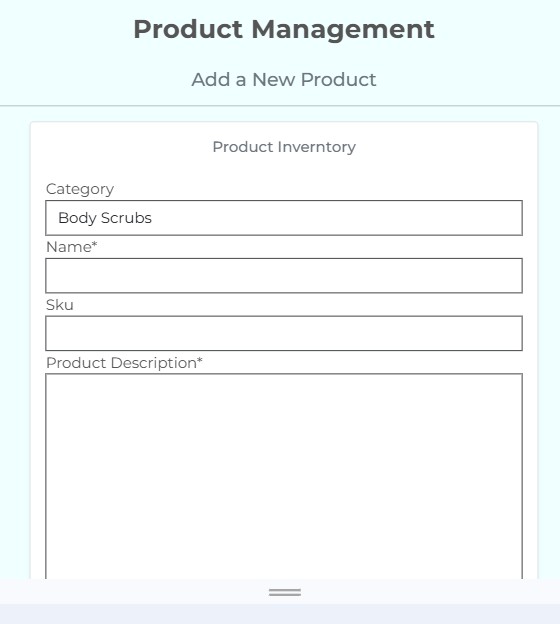 Product Management
Add a New Product
Product Inverntory
Category
Body Scrubs
Name*
Sku
Product Description*